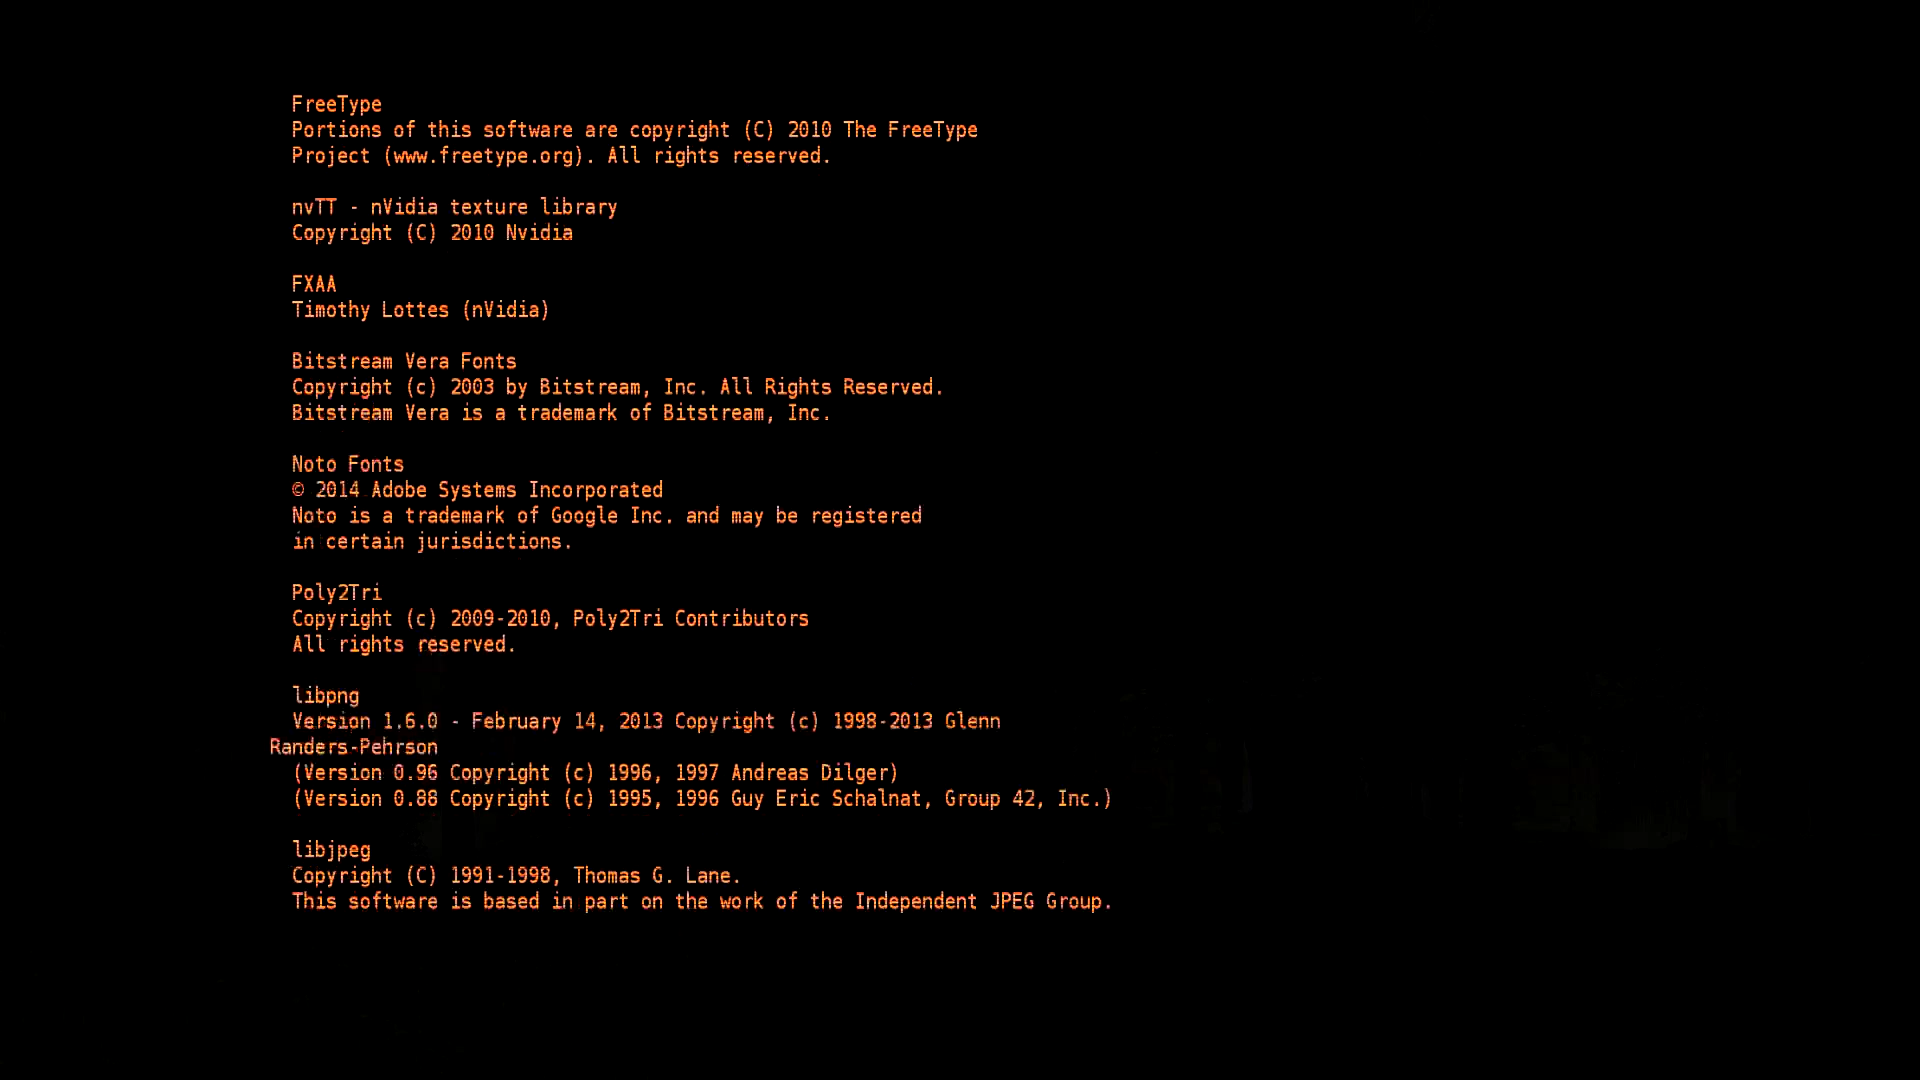 FreeType
Portions of this software are copyright (C) 2010 The FreeType
Project (www.freetype.org). All rights reserved.
nvTT - nVidia texture library
Copyright (C) 2010 Nvidia
FXAA
Timothy Lottes (nVidia)
Bitstream Vera Fonts
Copyright (c) 2003 by Bitstream, Inc. All Rights Reserved.
Bitstream Vera is a trademark of Bitstream, Inc.
Noto Fonts
© 2014 Adobe Systems Incorporated
Noto is a trademark of Google Inc. and may be registered
in certain jurisdictions.
Poly2Tri
Copyright (c) 2009-2010, Poly2Tri Contributors
All rights reserved.
libpng
Version 1.6.0 - February 14, 2013 Copyright (c) 1998-2013 Glenn
Randers-Pehrson
(Version 0.96 Copyright (c) 1996, 1997 Andreas Dilger)
(Version 0.88 Copyright (c) 1995, 1996 Guy Eric Schalnat, Group 42, Inc.)
libjpeg
Copyright (C) 1991-1998, Thomas G. Lane.
This software is based in part on the work of the Independent JPEG Group.